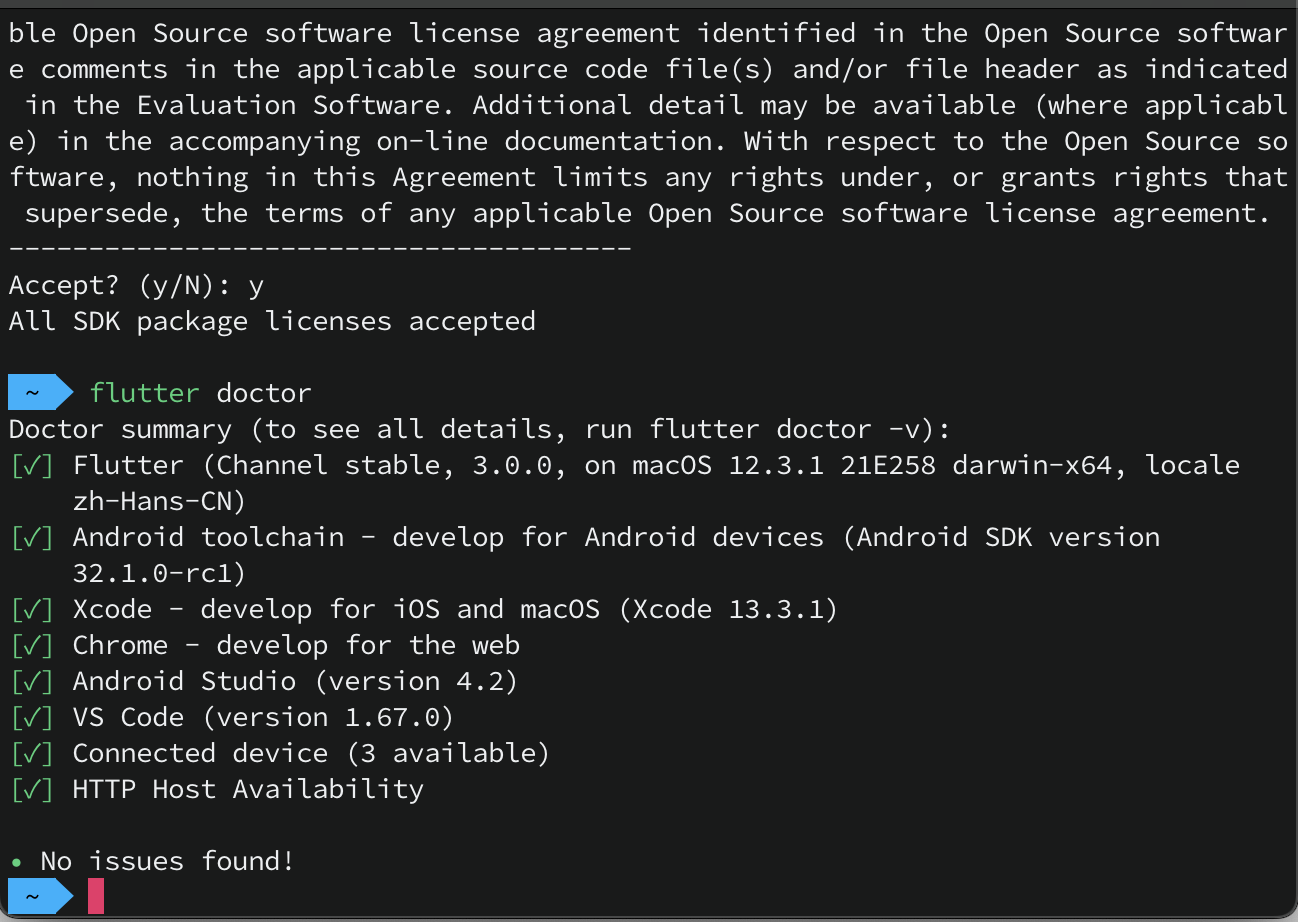 ble Open Source software license agreement identified in the Open Source softwar
e comments in the applicable source code file(s) and/or file header as indicated
 in the Evaluation Software. Additional detail may be available (where applicabl
e) in the accompanying on-line documentation. With respect to the Open Source so
ftware, nothing in this Agreement limits any rights under, or grants rights that
 supersede, the terms of any applicable Open Source software license agreement.
---------------------------------------
Accept? (y/N): y
All SDK package licenses accepted
~ flutter doctor
Doctor summary (to see all details, run flutter doctor -v):
[✓] Flutter (Channel stable, 3.0.0, on macOS 12.3.1 21E258 darwin-x64, locale
    zh-Hans-CN)
[✓] Android toolchain - develop for Android devices (Android SDK version
    32.1.0-rc1)
[✓] Xcode - develop for iOS and macOS (Xcode 13.3.1)
[✓] Chrome - develop for the web
[✓] Android Studio (version 4.2)
[✓] VS Code (version 1.67.0)
[✓] Connected device (3 available)
[✓] HTTP Host Availability
• No issues found!
~